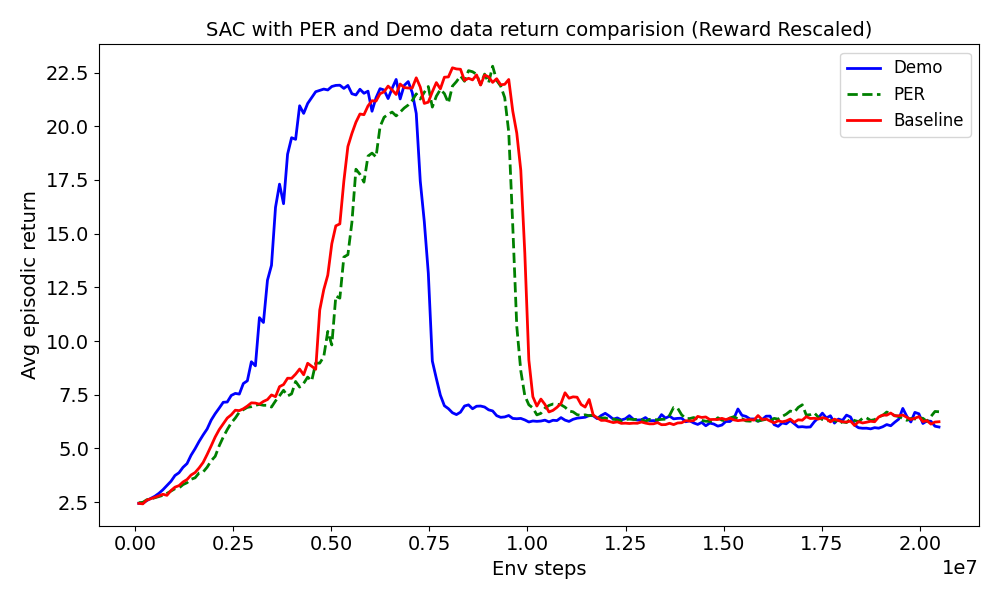 SAC with PER and Demo data return comparision (Reward Rescaled)
Avg episodic return
22.5
20.0
17.5
15.0
12.5
10.0
7.5
5.0
2.5
Demo
PER
Baseline
0.00 0.25 0.50 0.75 1.00 1.25 1.50 1.75 2.00
1e7
Env steps